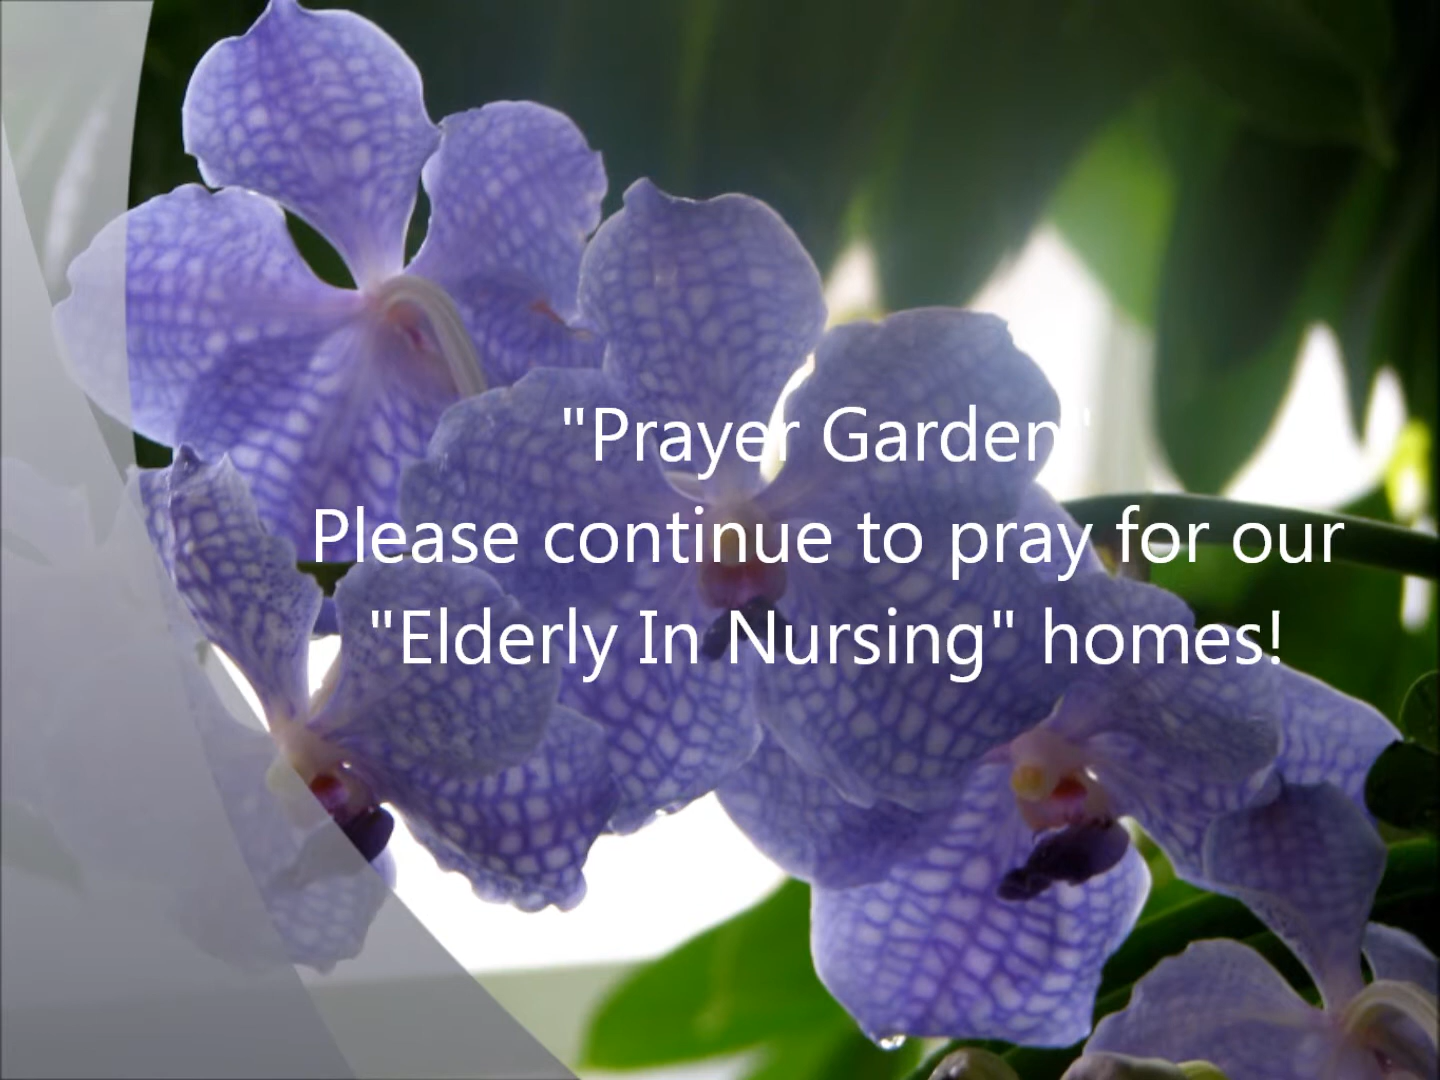 "Prayer Garden"
Please continue to pray for our
"Elderly In Nursing" homes!